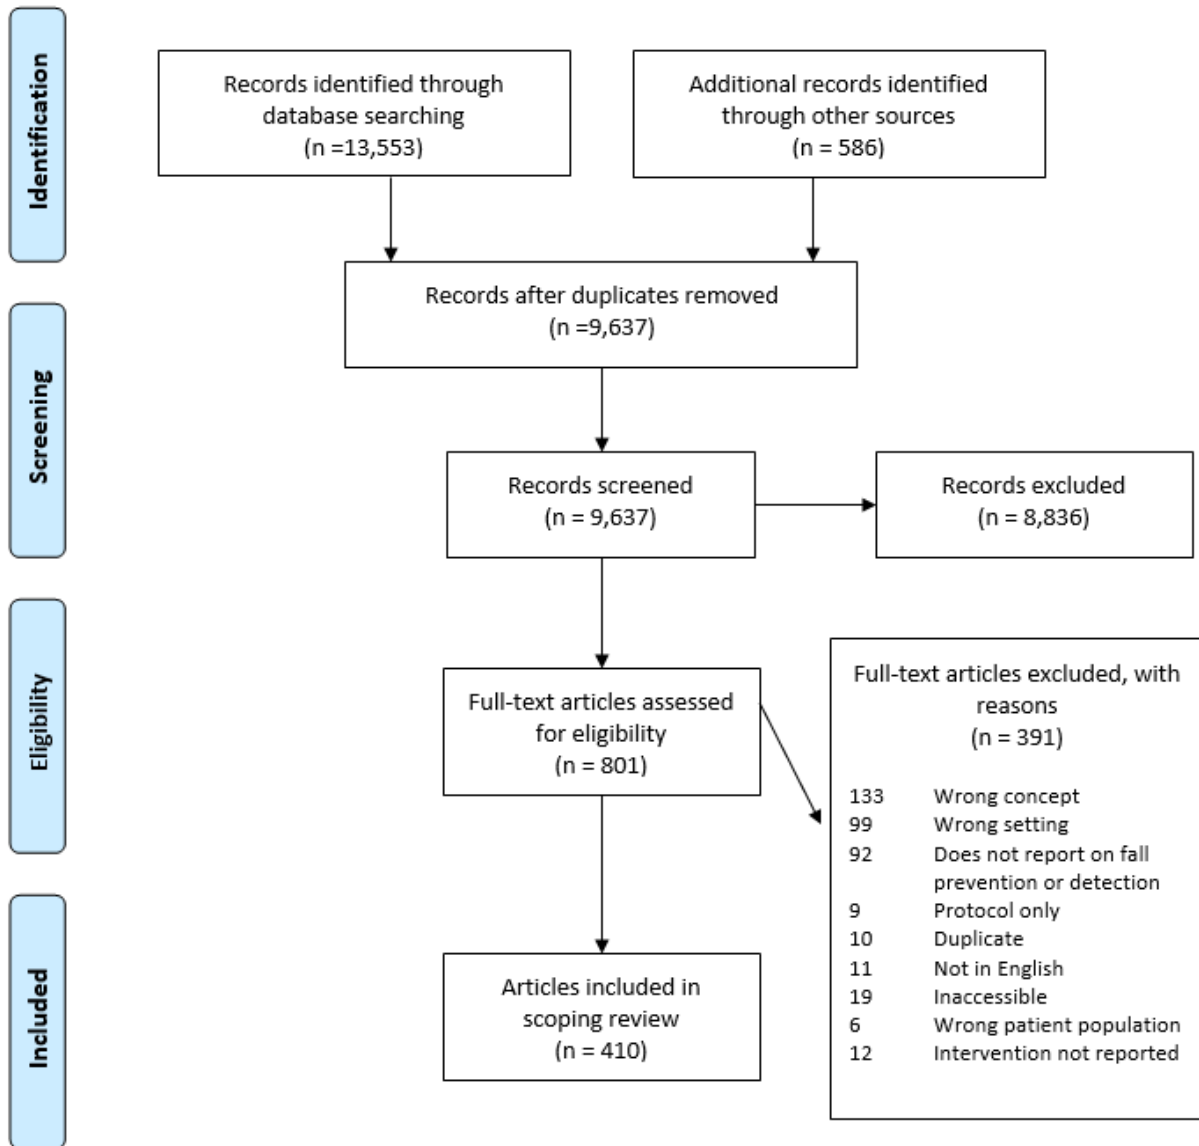 Identification
Records identified through
database searching
(n =13,553)
Additional records identified
through other sources
(n = 586)
Records after duplicates removed
(n =9,637)
Screening
Records screened
(n = 9,637)
Records excluded
(n = 8,836)
Eligibility
Full-text articles assessed
for eligibility
(n = 801)
Full-text articles excluded, with
reasons
(n = 391)
133 Wrong concept
99 Wrong setting
92 Does not report on fall
prevention or detection
9 Protocol only
10 Duplicate
11 Not in English
19 Inaccessible
6 Wrong patient population
12 Intervention not reported
Included
Articles included in
scoping review
(n = 410)